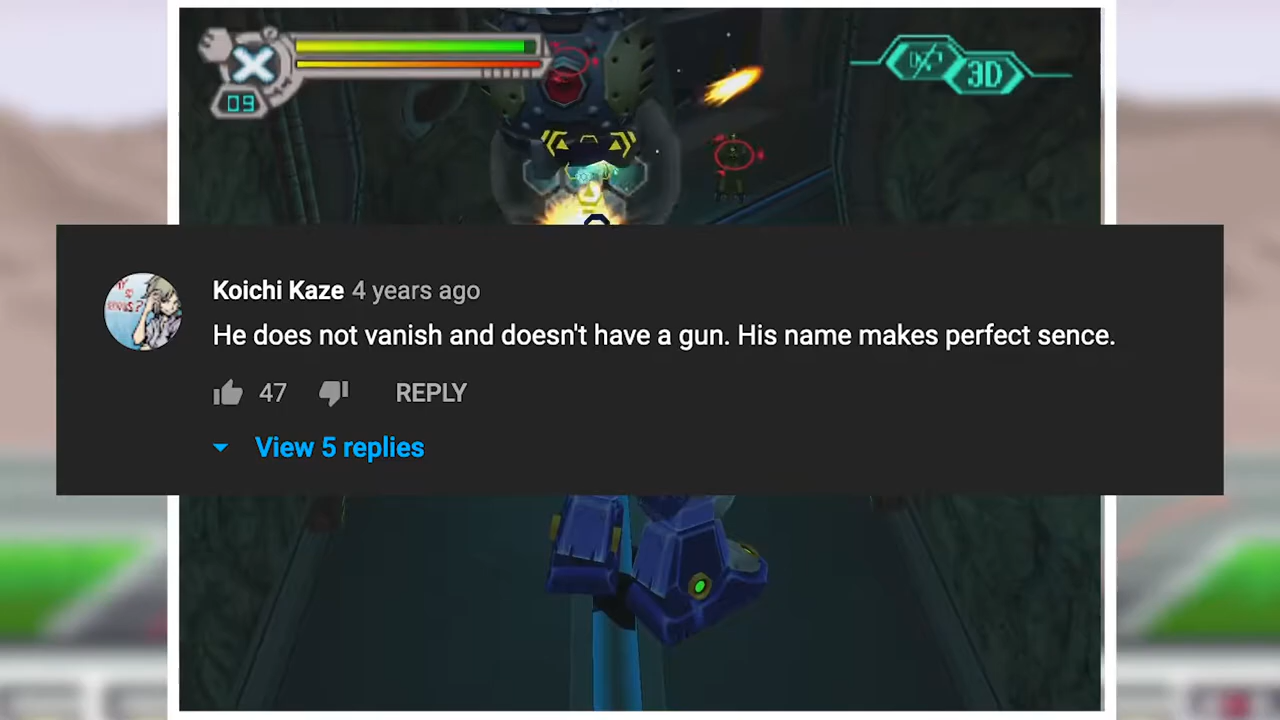 X
09
3D
Koichi Kaze 4 years ago
He does not vanish and doesn't have a gun. His name makes perfect sence.
47 REPLY
View 5 replies